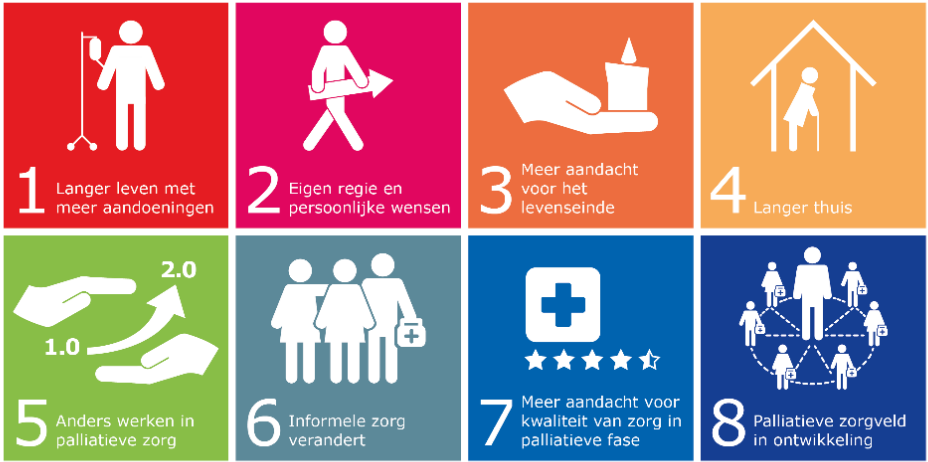 1 Langer leven met
meer aandoeningen
2 Eigen regie en
persoonlijke wensen
3 Meer aandacht
voor het
levenseinde
4 Langer thuis
2.0
1.0
5 Anders werken in
palliatieve zorg
6 Informele zorg
verandert
7 Meer aandacht voor
kwaliteit van zorg in
palliatieve fase
8 Palliatieve zorgveld
in ontwikkeling